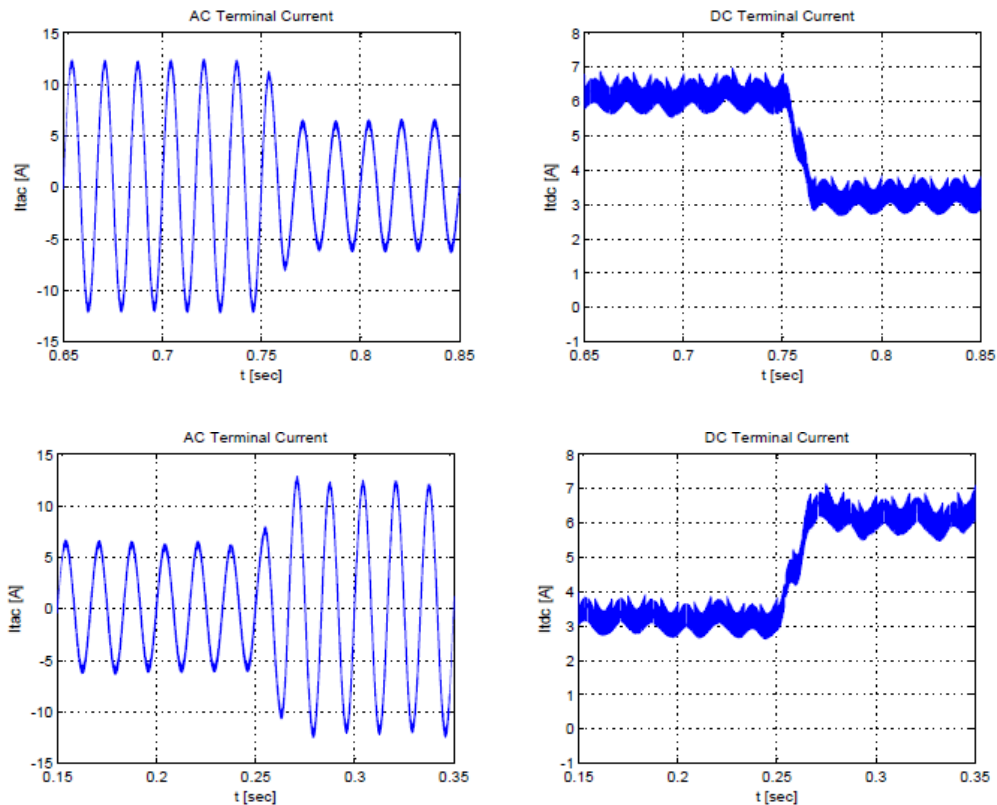 AC Terminal Current
15
10
5
0
-5
-10
-15
Itac [A]
0.65 0.7 0.75 0.8 0.85
t [sec]
DC Terminal Current
8
7
6
5
4
3
2
1
0
-1
Itdc [A]
0.65 0.7 0.75 0.8 0.85
t [sec]
AC Terminal Current
15
10
5
0
-5
-10
-15
Itac [A]
0.15 0.2 0.25 0.3 0.35
t [sec]
DC Terminal Current
8
7
6
5
4
3
2
1
0
-1
Itdc [A]
0.15 0.2 0.25 0.3 0.35
t [sec]